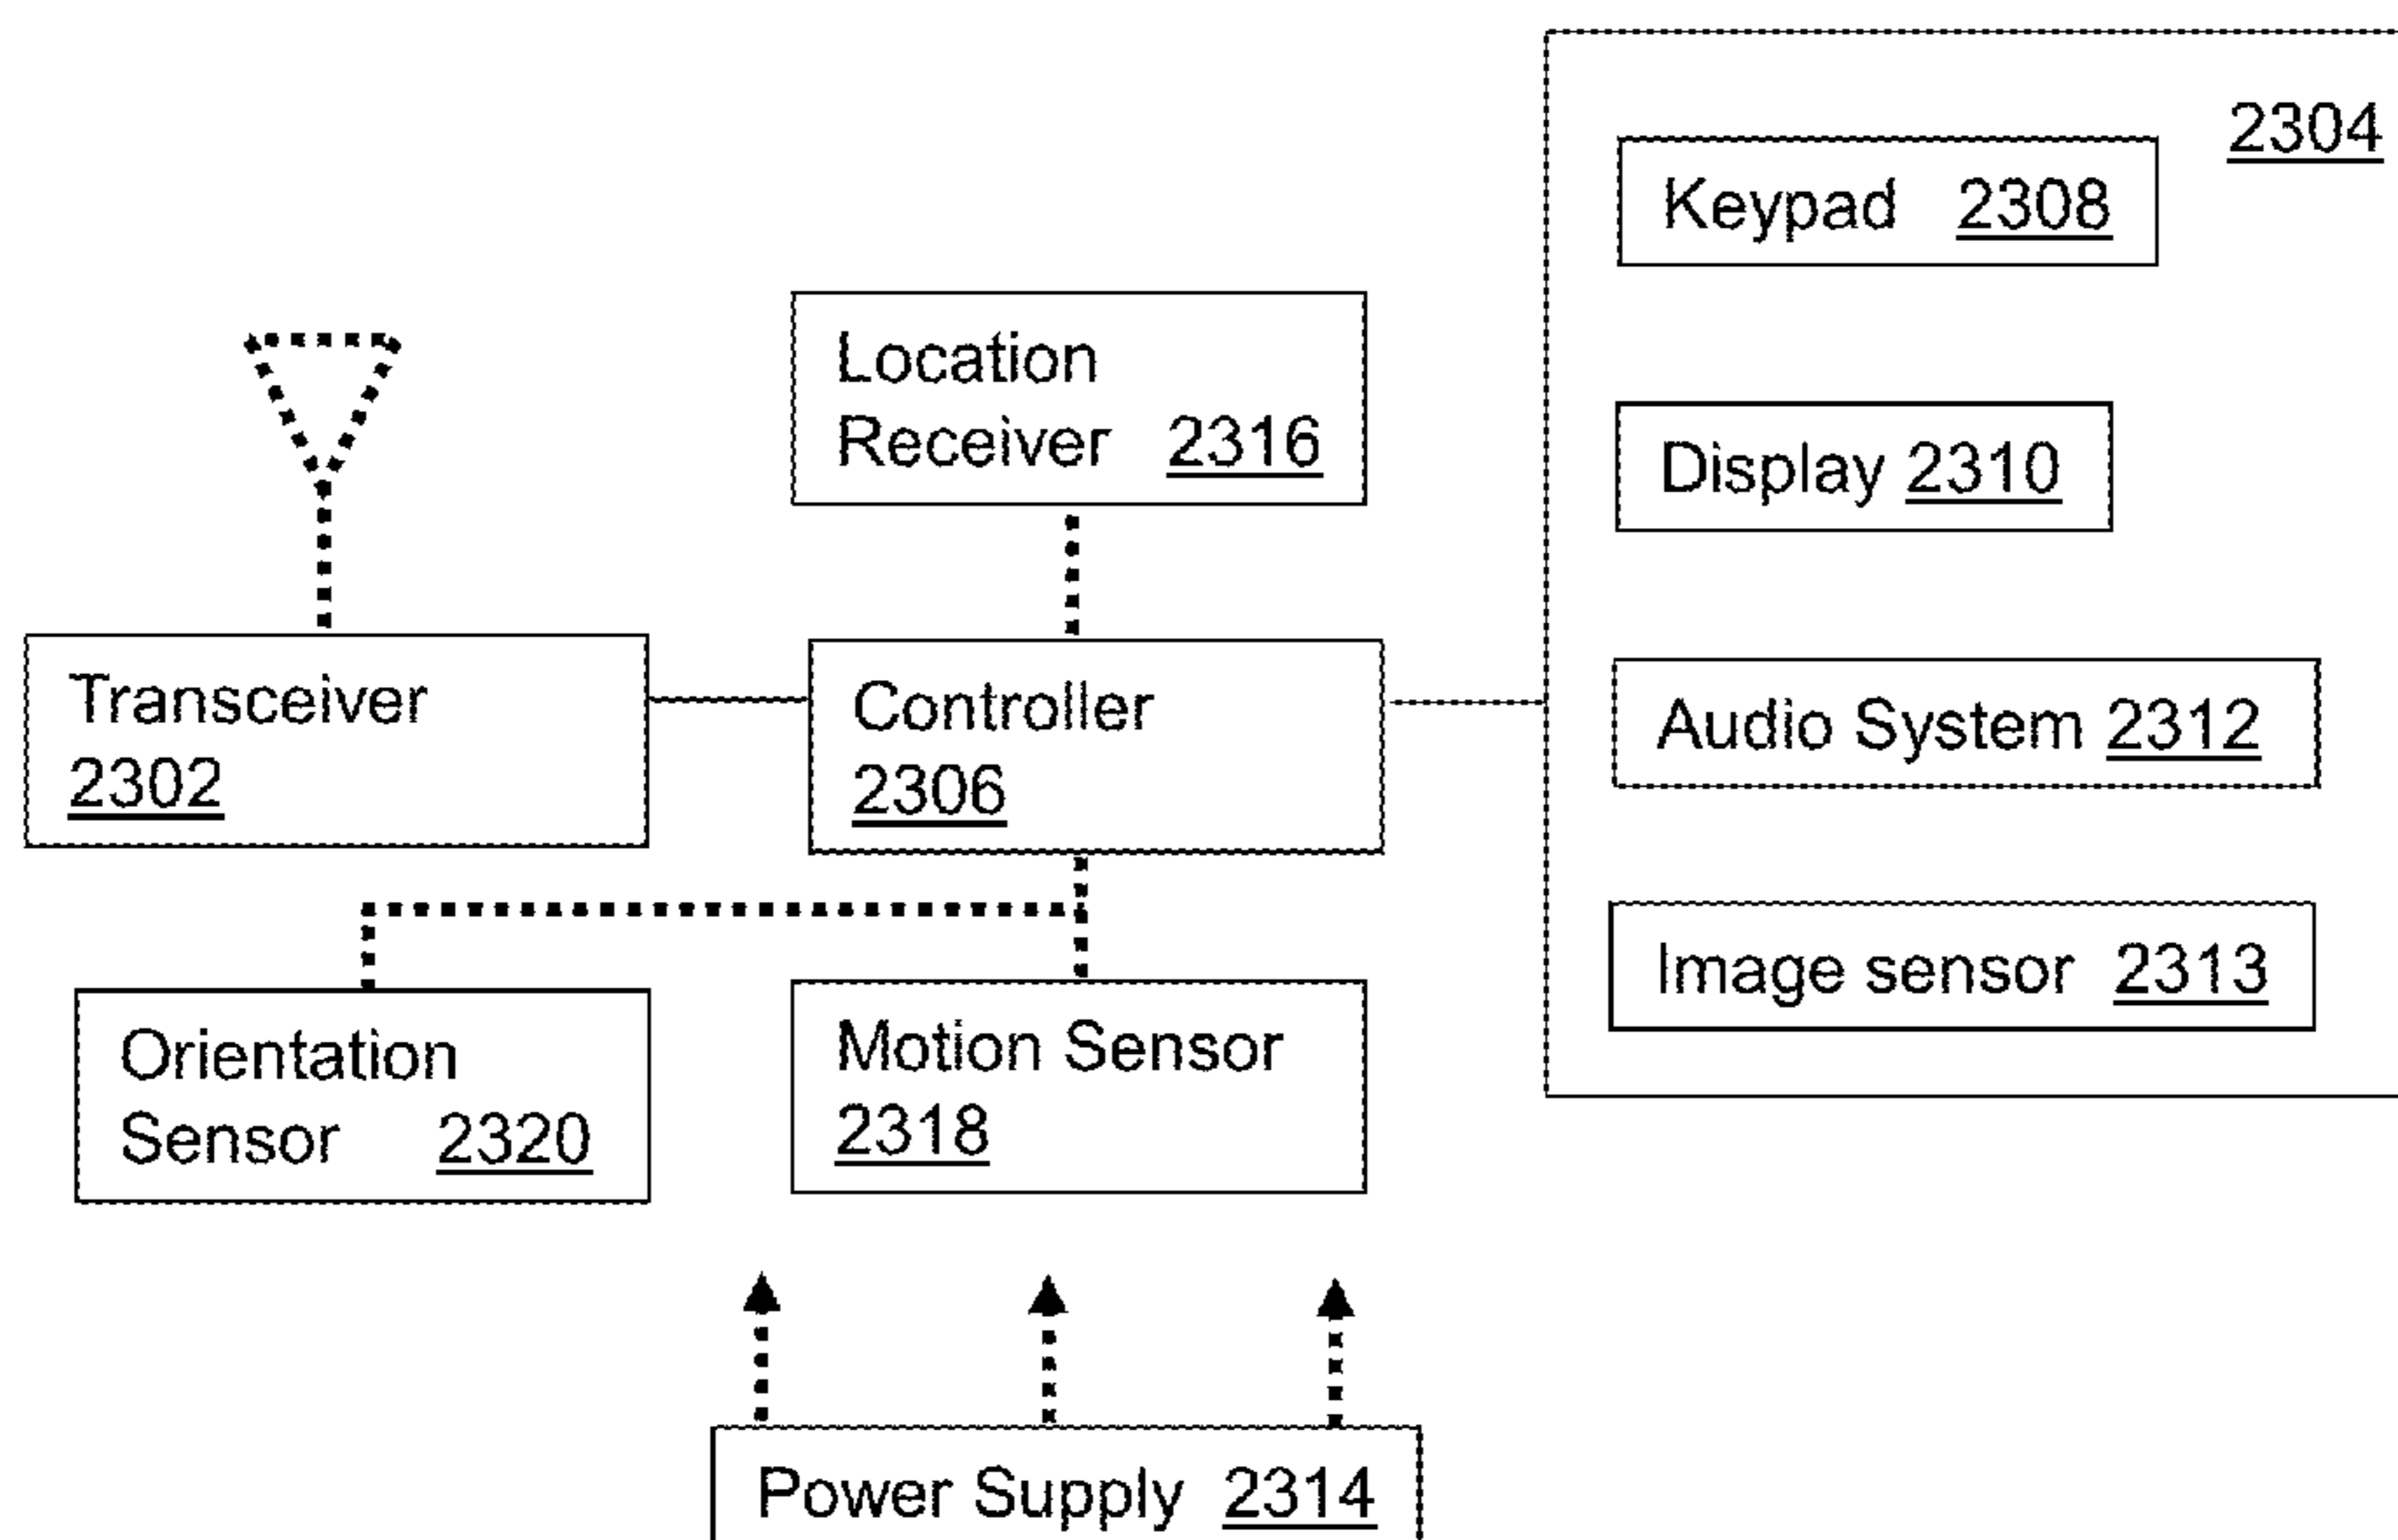 2304
Keypad 2308
Location
Receiver 2316
Display 2310
Transceiver
2302
Controller
2306
Audio System 2312
Image sensor 2313
Orientation
Sensor 2320
Motion Sensor
2318
Power Supply 2314